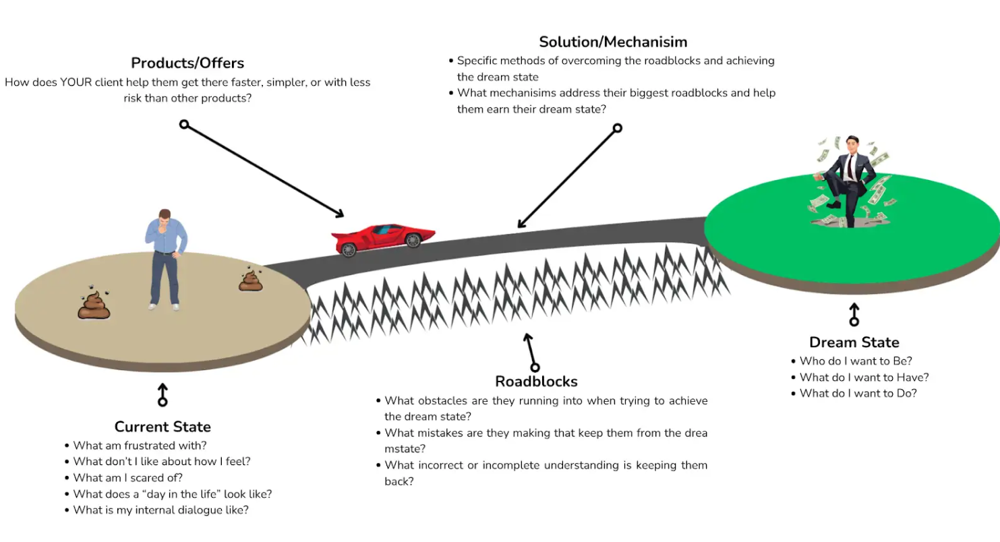 Products/Offers
How does YOUR client help them get there faster, simpler, or with less
risk than other products?
Solution/Mechanisim
• Specific methods of overcoming the roadblocks and achieving
the dream state
• What mechanisims address their biggest roadblocks and help
them earn their dream state?
Current State
• What am frustrated with?
• What don't I like about how I feel?
• What am I scared of?
• What does a “day in the life” look like?
• What is my internal dialogue like?
Roadblocks
• What obstacles are they running into when trying to achieve
the dream state?
• What mistakes are they making that keep them from the drea
mstate?
• What incorrect or incomplete understanding is keeping them
back?
Dream State
• Who do I want to Be?
• What do I want to Have?
• What do I want to Do?